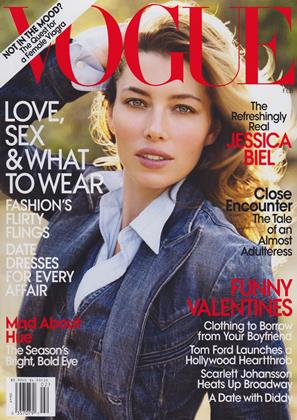 NOT IN THE MOOD?
The Quest for
a Female Viagra
VOGUE
FEB
LOVE,
SEX
& WHAT
TO WEAR
FASHION'S
FLIRTY
FLINGS
DATE
DRESSES
FOR EVERY
AFFAIR
Mad About
Hue
The Season's
Bright, Bold Eye
The
Refreshingly
Real
JESSICA
BIEL
Close
Encounter
The Tale
of an
Almost
Adulteress
FUNNY
VALENTINES
Clothing to Borrow
from Your Boyfriend
Tom Ford Launches a
Hollywood Heartthrob
Scarlett Johansson
Heats Up Broadway
A Date with Diddy